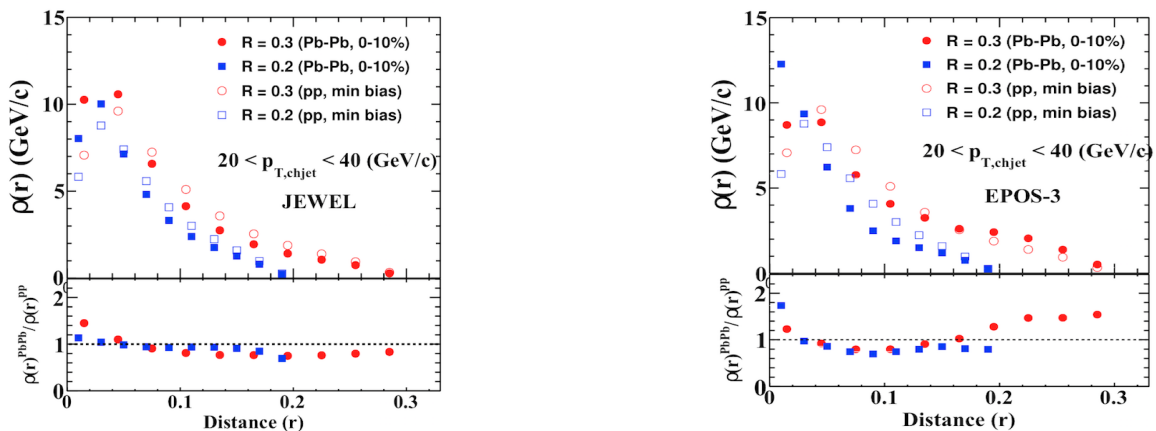 15
10
5
0
ρ(r) (GeV/c)
R = 0.3 (Pb-Pb, 0-10%)
R = 0.2 (Pb-Pb, 0-10%)
R = 0.3 (pp, min bias)
R = 0.2 (pp, min bias)
20 < p_T,chjet < 40 (GeV/c)
JEWEL
2
1
0
ρ(r)^PbPb/ρ(r)^pp
0 0.1 0.2 0.3
Distance (r)
15
10
5
0
ρ(r) (GeV/c)
R = 0.3 (Pb-Pb, 0-10%)
R = 0.2 (Pb-Pb, 0-10%)
R = 0.3 (pp, min bias)
R = 0.2 (pp, min bias)
20 < p_T,chjet < 40 (GeV/c)
EPOS-3
2
1
0
ρ(r)^PbPb/ρ(r)^pp
0 0.1 0.2 0.3
Distance (r)